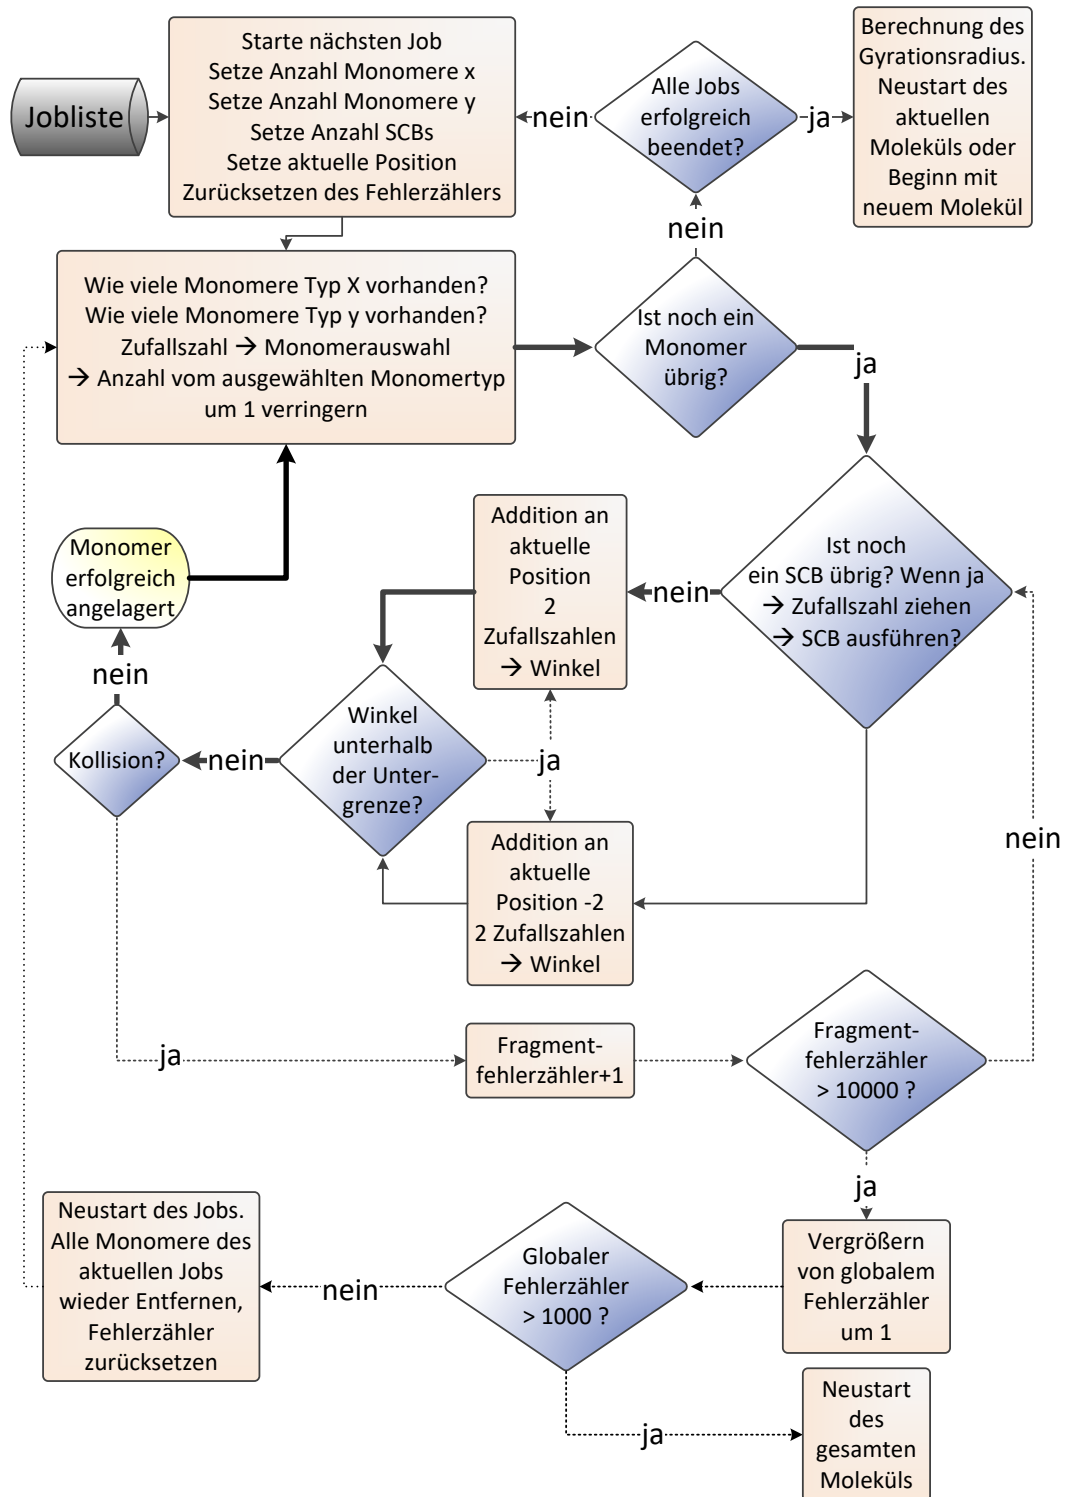 Jobliste
Starte nächsten Job
Setze Anzahl Monomere x
Setze Anzahl Monomere y
Setze Anzahl SCBs
Setze aktuelle Position
Zurücksetzen des Fehlerzählers
nein
Alle Jobs
erfolgreich
beendet?
ja
Berechnung des
Gyrationsradius.
Neustart des
aktuellen
Moleküls oder
Beginn mit
neuem Molekül
nein
Wie viele Monomere Typ X vorhanden?
Wie viele Monomere Typ y vorhanden?
Zufallszahl → Monomerauswahl
→ Anzahl vom ausgewählten Monomertyp
um 1 verringern
Ist noch ein
Monomer
übrig?
ja
Ist noch
ein SCB übrig? Wenn ja
→ Zufallszahl ziehen
→ SCB ausführen?
nein
Addition an
aktuelle
Position
2
Zufallszahlen
→ Winkel
Monomer
erfolgreich
angelagert
nein
Kollision?
nein
Winkel
unterhalb
der Unter-
grenze?
ja
Addition an
aktuelle
Position -2
2 Zufallszahlen
→ Winkel
nein
ja
Fragment-
fehlerzähler+1
Fragment-
fehlerzähler
> 10000 ?
ja
Vergrößern
von globalem
Fehlerzähler
um 1
Globaler
Fehlerzähler
> 1000 ?
nein
Neustart des Jobs.
Alle Monomere des
aktuellen Jobs
wieder Entfernen,
Fehlerzähler
zurücksetzen
ja
Neustart
des
gesamten
Moleküls